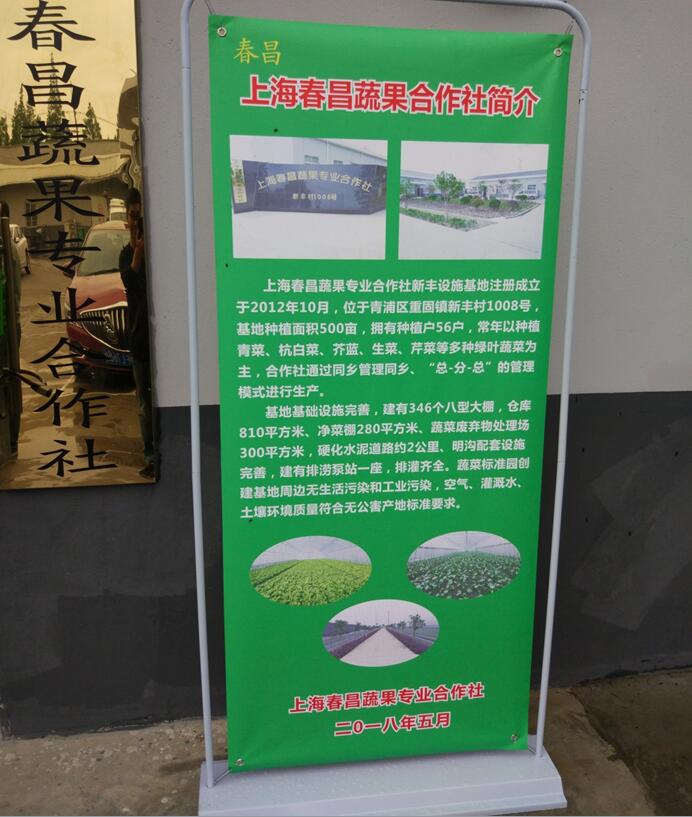 春昌蔬果专业合作社
春昌
上海春昌蔬果合作社简介
上海春昌蔬果专业合作社
新丰村1008号
上海春昌蔬果专业合作社新丰设施基地注册成立
于2012年10月，位于青浦区重固镇新丰村1008号，
基地种植面积500亩，拥有种植户56户，常年以种植
青菜、杭白菜、芥蓝、生菜、芹菜等多种绿叶蔬菜为
主，合作社通过同乡管理同乡、“总-分-总”的管理
模式进行生产。
基地基础设施完善，建有346个八型大棚，仓库
810平方米、净菜棚280平方米、蔬菜废弃物处理场
300平方米，硬化水泥道路约2公里、明沟配套设施
完善，建有排涝泵站一座，排灌齐全。蔬菜标准园创
建基地周边无生活污染和工业污染，空气、灌溉水、
土壤环境质量符合无公害产地标准要求。
上海春昌蔬果专业合作社
二0一八年五月